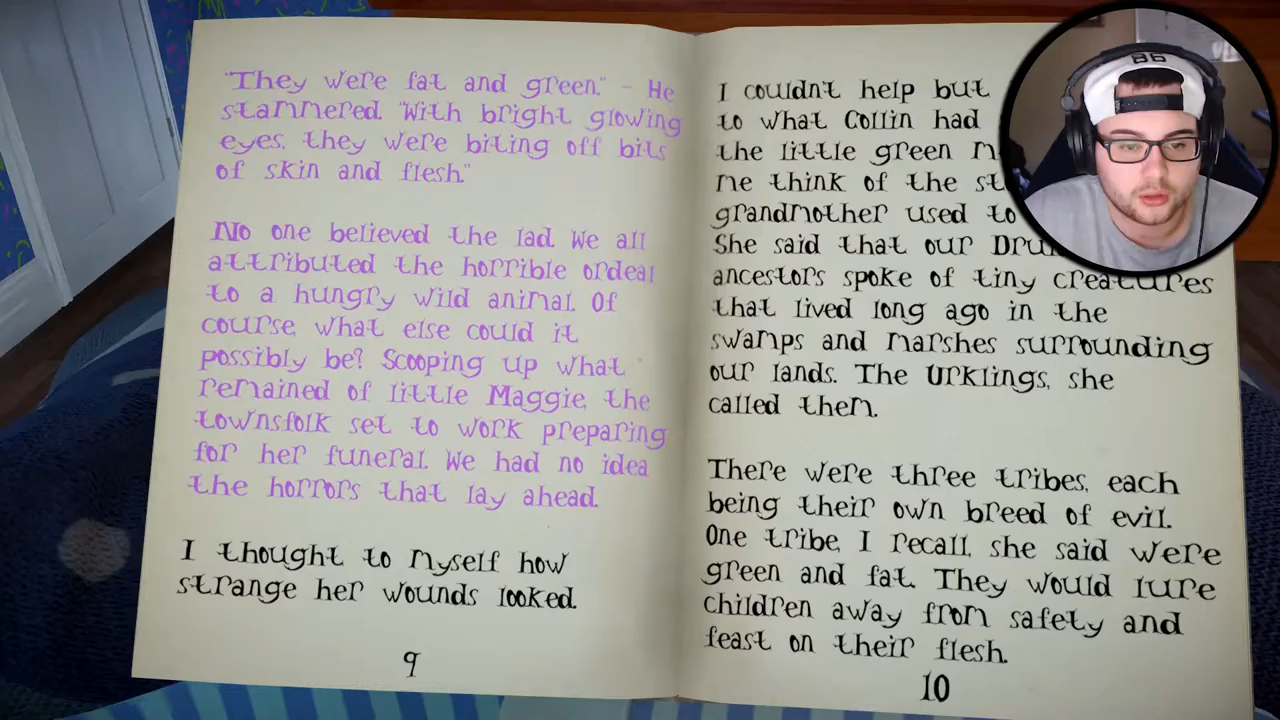 "They were fat and green." - He
stammered. "With bright glowing
eyes, they were biting off bits
of skin and flesh."
No one believed the lad. We all
attributed the horrible ordeal
to a hungry wild animal. Of
course, what else could it
possibly be? Scooping up what
remained of little Maggie, the
townsfolk set to work preparing
for her funeral. We had no idea
the horrors that lay ahead.
I thought to myself how
strange her wounds looked.
9
I couldn't help but
to what Collin had
the little green
me think of the
grandmother used to
She said that our
ancestors spoke of tiny creatures
that lived long ago in the
swamps and marshes surrounding
our lands. The Urklings, she
called them.
There were three tribes, each
being their own breed of evil.
One tribe, I recall, she said were
green and fat. They would lure
children away from safety and
feast on their flesh.
10